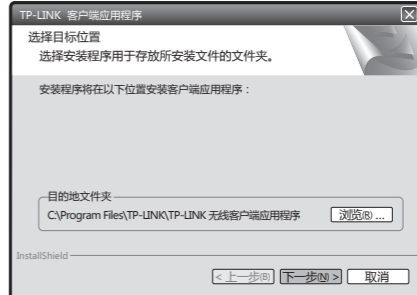 TP-LINK 客户端应用程序
选择目标位置
选择安装程序用于存放所安装文件的文件夹。
安装程序将在以下位置安装客户端应用程序：
目的地文件夹
C:\Program Files\TP-LINK\TP-LINK 无线客户端应用程序
浏览(R) ...
InstallShield
< 上一步(B) 下一步(N) > 取消